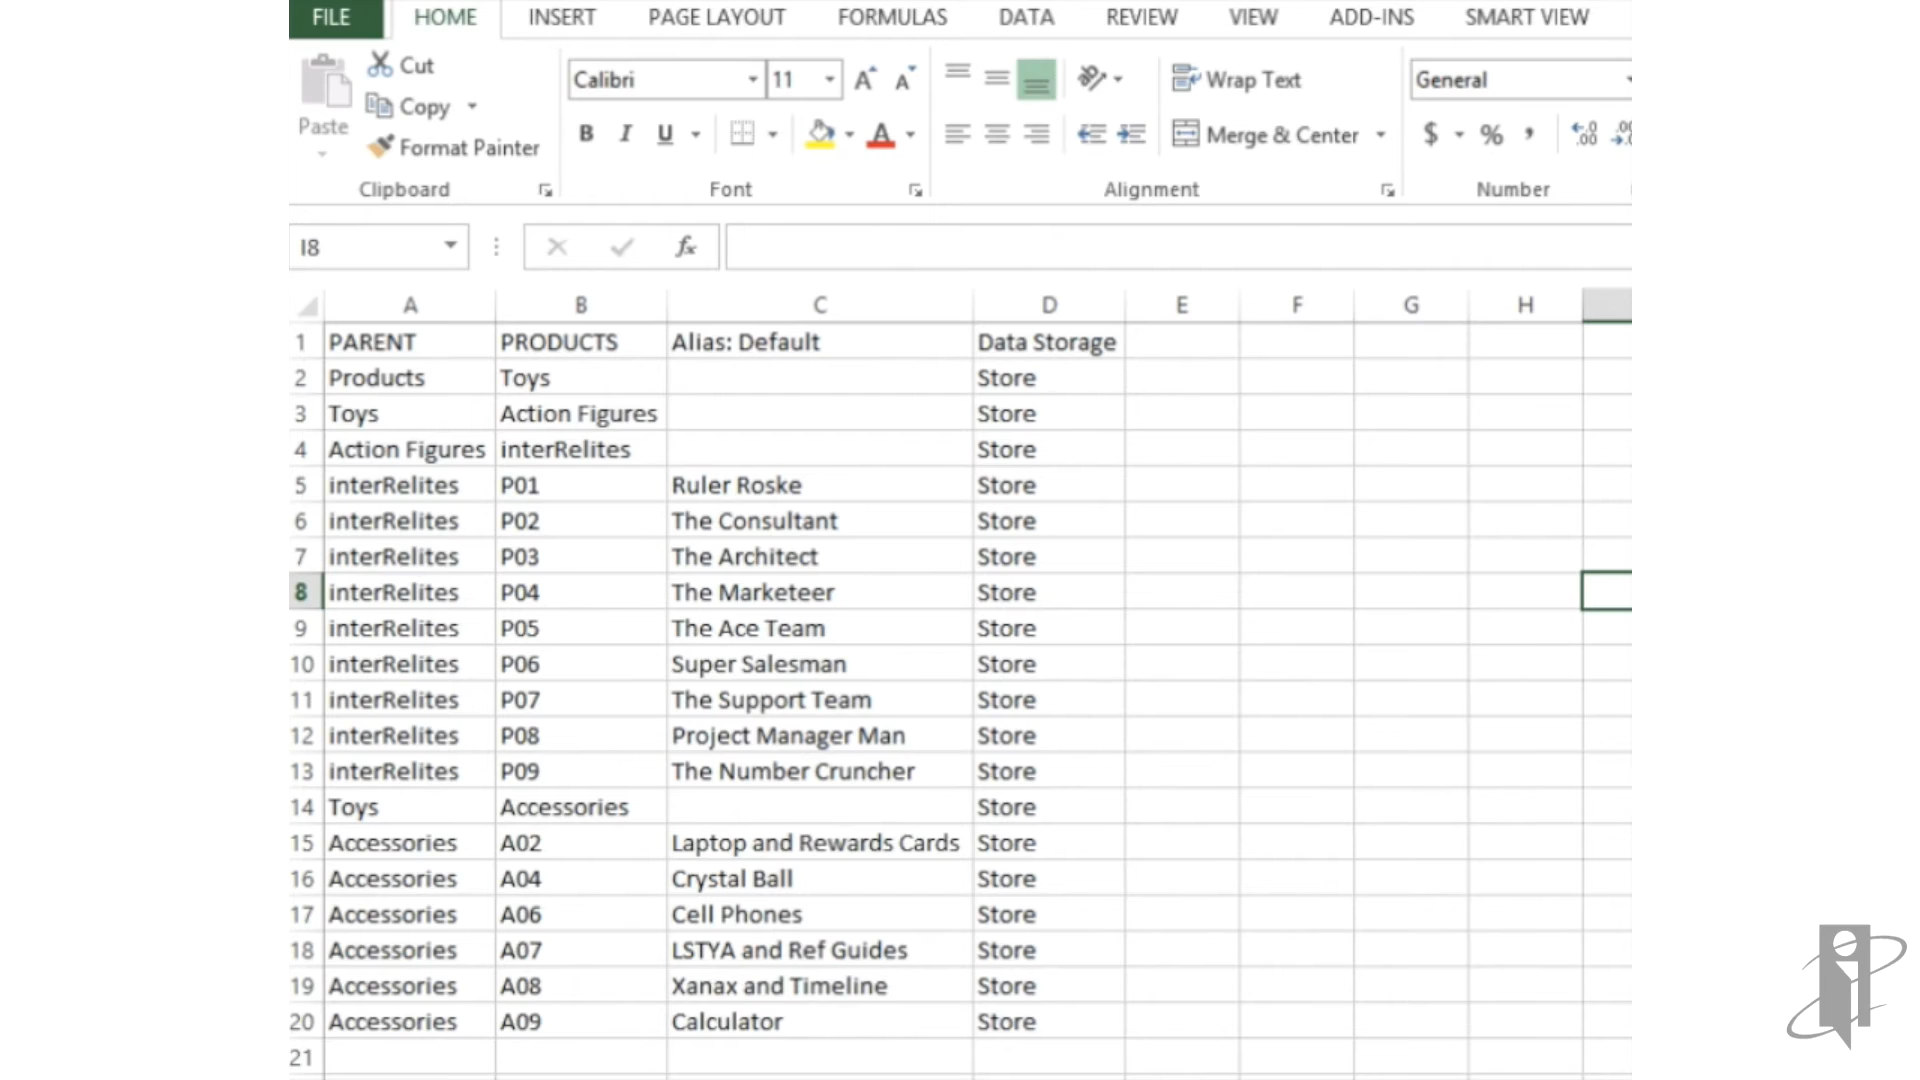 FILE HOME INSERT PAGE LAYOUT FORMULAS DATA REVIEW VIEW ADD-INS SMART VIEW
Cut
Copy
Format Painter
Paste
Clipboard
Calibri 11 A A
B I U A
Font
Wrap Text
Merge & Center
Alignment
General
$ % , .00
Number
I8 fx
A B C D E F G H
1 PARENT PRODUCTS Alias: Default Data Storage
2 Products Toys Store
3 Toys Action Figures Store
4 Action Figures interRelites Store
5 interRelites P01 Ruler Roske Store
6 interRelites P02 The Consultant Store
7 interRelites P03 The Architect Store
8 interRelites P04 The Marketeer Store
9 interRelites P05 The Ace Team Store
10 interRelites P06 Super Salesman Store
11 interRelites P07 The Support Team Store
12 interRelites P08 Project Manager Man Store
13 interRelites P09 The Number Cruncher Store
14 Toys Accessories Store
15 Accessories A02 Laptop and Rewards Cards Store
16 Accessories A04 Crystal Ball Store
17 Accessories A06 Cell Phones Store
18 Accessories A07 LSTYA and Ref Guides Store
19 Accessories A08 Xanax and Timeline Store
20 Accessories A09 Calculator Store
21